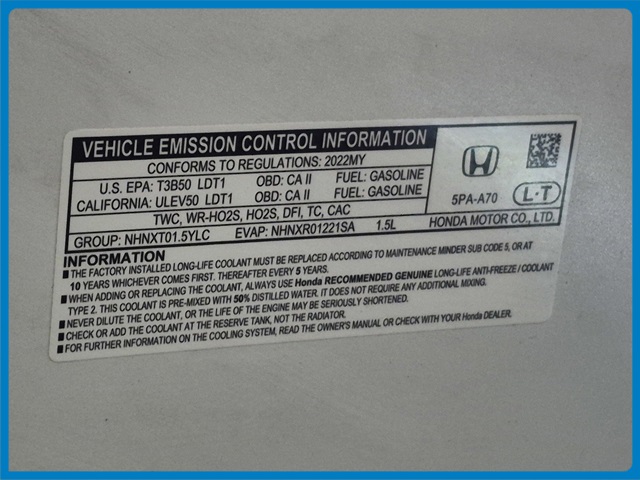 VEHICLE EMISSION CONTROL INFORMATION
CONFORMS TO REGULATIONS: 2022MY
U.S. EPA: T3B50 LDT1 OBD: CA II FUEL: GASOLINE
CALIFORNIA: ULEV50 LDT1 OBD: CA II FUEL: GASOLINE
TWC, WR-HO2S, HO2S, DFI, TC, CAC
GROUP: NHNXT01.5YLC EVAP: NHNXR01221SA 1.5L
5PA-A70 L·T
HONDA MOTOR CO., LTD.
INFORMATION
■ THE FACTORY INSTALLED LONG-LIFE COOLANT MUST BE REPLACED ACCORDING TO MAINTENANCE MINDER SUB CODE 5, OR AT
10 YEARS WHICHEVER COMES FIRST. THEREAFTER EVERY 5 YEARS.
■ WHEN ADDING OR REPLACING THE COOLANT, ALWAYS USE Honda RECOMMENDED GENUINE LONG-LIFE ANTI-FREEZE / COOLANT
TYPE 2. THIS COOLANT IS PRE-MIXED WITH 50% DISTILLED WATER. IT DOES NOT REQUIRE ANY ADDITIONAL MIXING.
■ NEVER DILUTE THE COOLANT, OR THE LIFE OF THE ENGINE MAY BE SERIOUSLY SHORTENED.
■ CHECK OR ADD THE COOLANT AT THE RESERVE TANK, NOT THE RADIATOR.
■ FOR FURTHER INFORMATION ON THE COOLING SYSTEM, READ THE OWNER'S MANUAL OR CHECK WITH YOUR Honda DEALER.